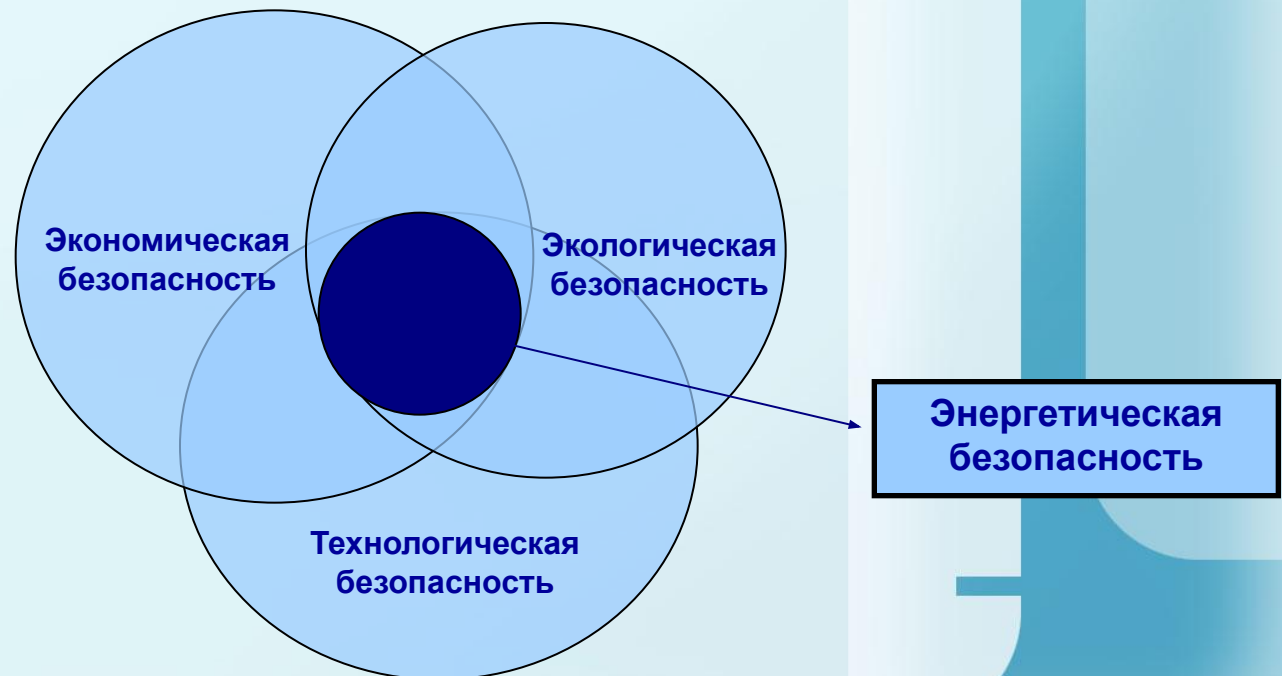 Экономическая
безопасность
Экологическая
безопасность
Энергетическая
безопасность
Технологическая
безопасность